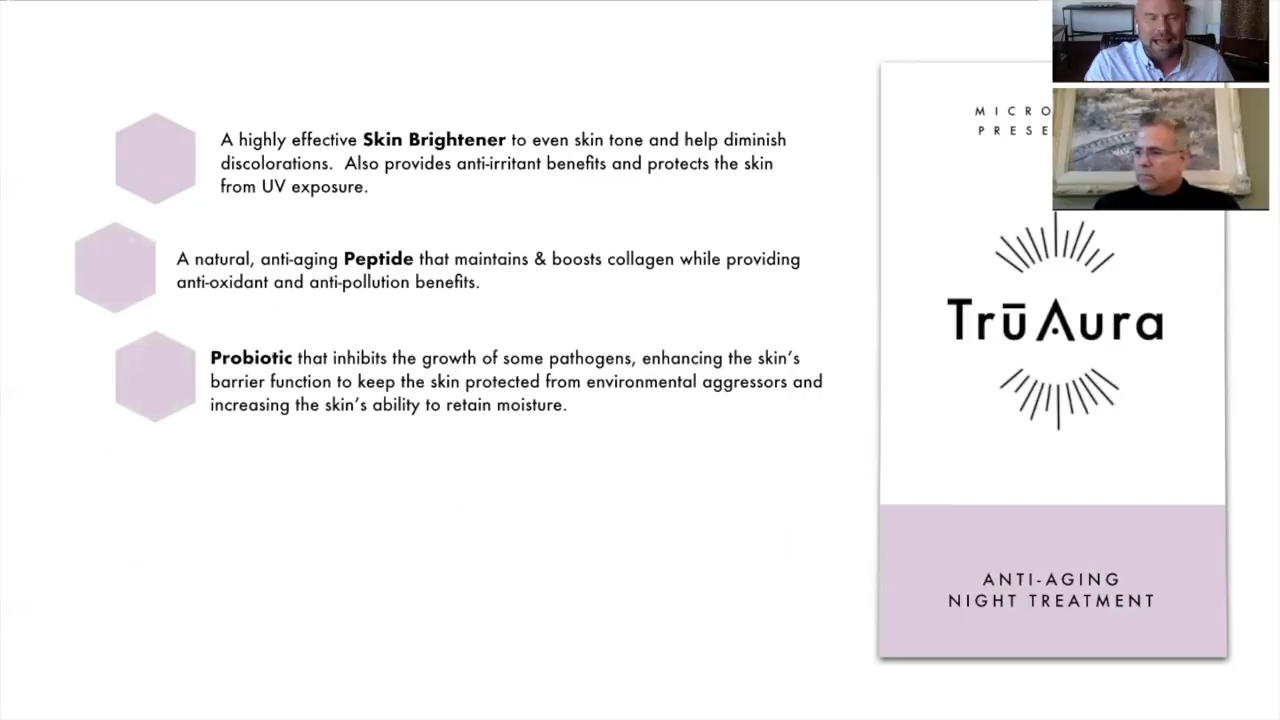 A highly effective Skin Brightener to even skin tone and help diminish
discolorations. Also provides anti-irritant benefits and protects the skin
from UV exposure.
A natural, anti-aging Peptide that maintains & boosts collagen while providing
anti-oxidant and anti-pollution benefits.
Probiotic that inhibits the growth of some pathogens, enhancing the skin's
barrier function to keep the skin protected from environmental aggressors and
increasing the skin's ability to retain moisture.
TrūAura
ANTI-AGING
NIGHT TREATMENT